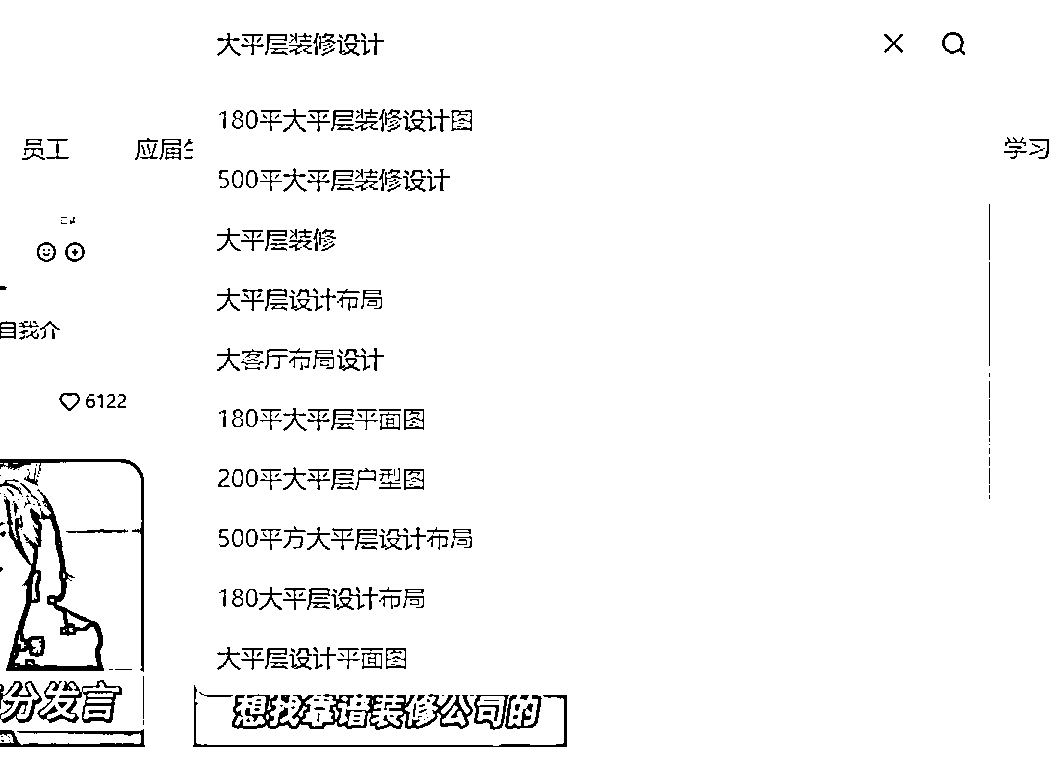 大平层装修设计
180平大平层装修设计图
员工
应届
学习
500平大平层装修设计
大平层装修
大平层设计布局
自我介
大客厅布局设计
6122
180平大平层平面图
200平大平层户型图
500平方大平层设计布局
180大平层设计布局
大平层设计平面图
分发言
想找靠谱装修公司的